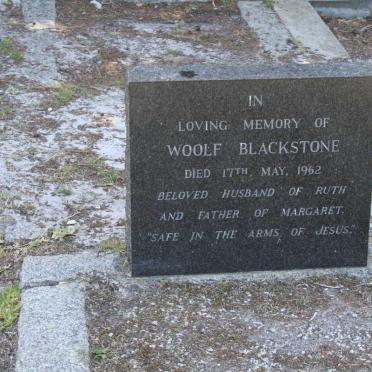 IN
LOVING MEMORY OF
WOOLF BLACKSTONE
DIED 17TH MAY, 1962
BELOVED HUSBAND OF RUTH
AND FATHER OF MARGARET.
"SAFE IN THE ARMS OF JESUS."